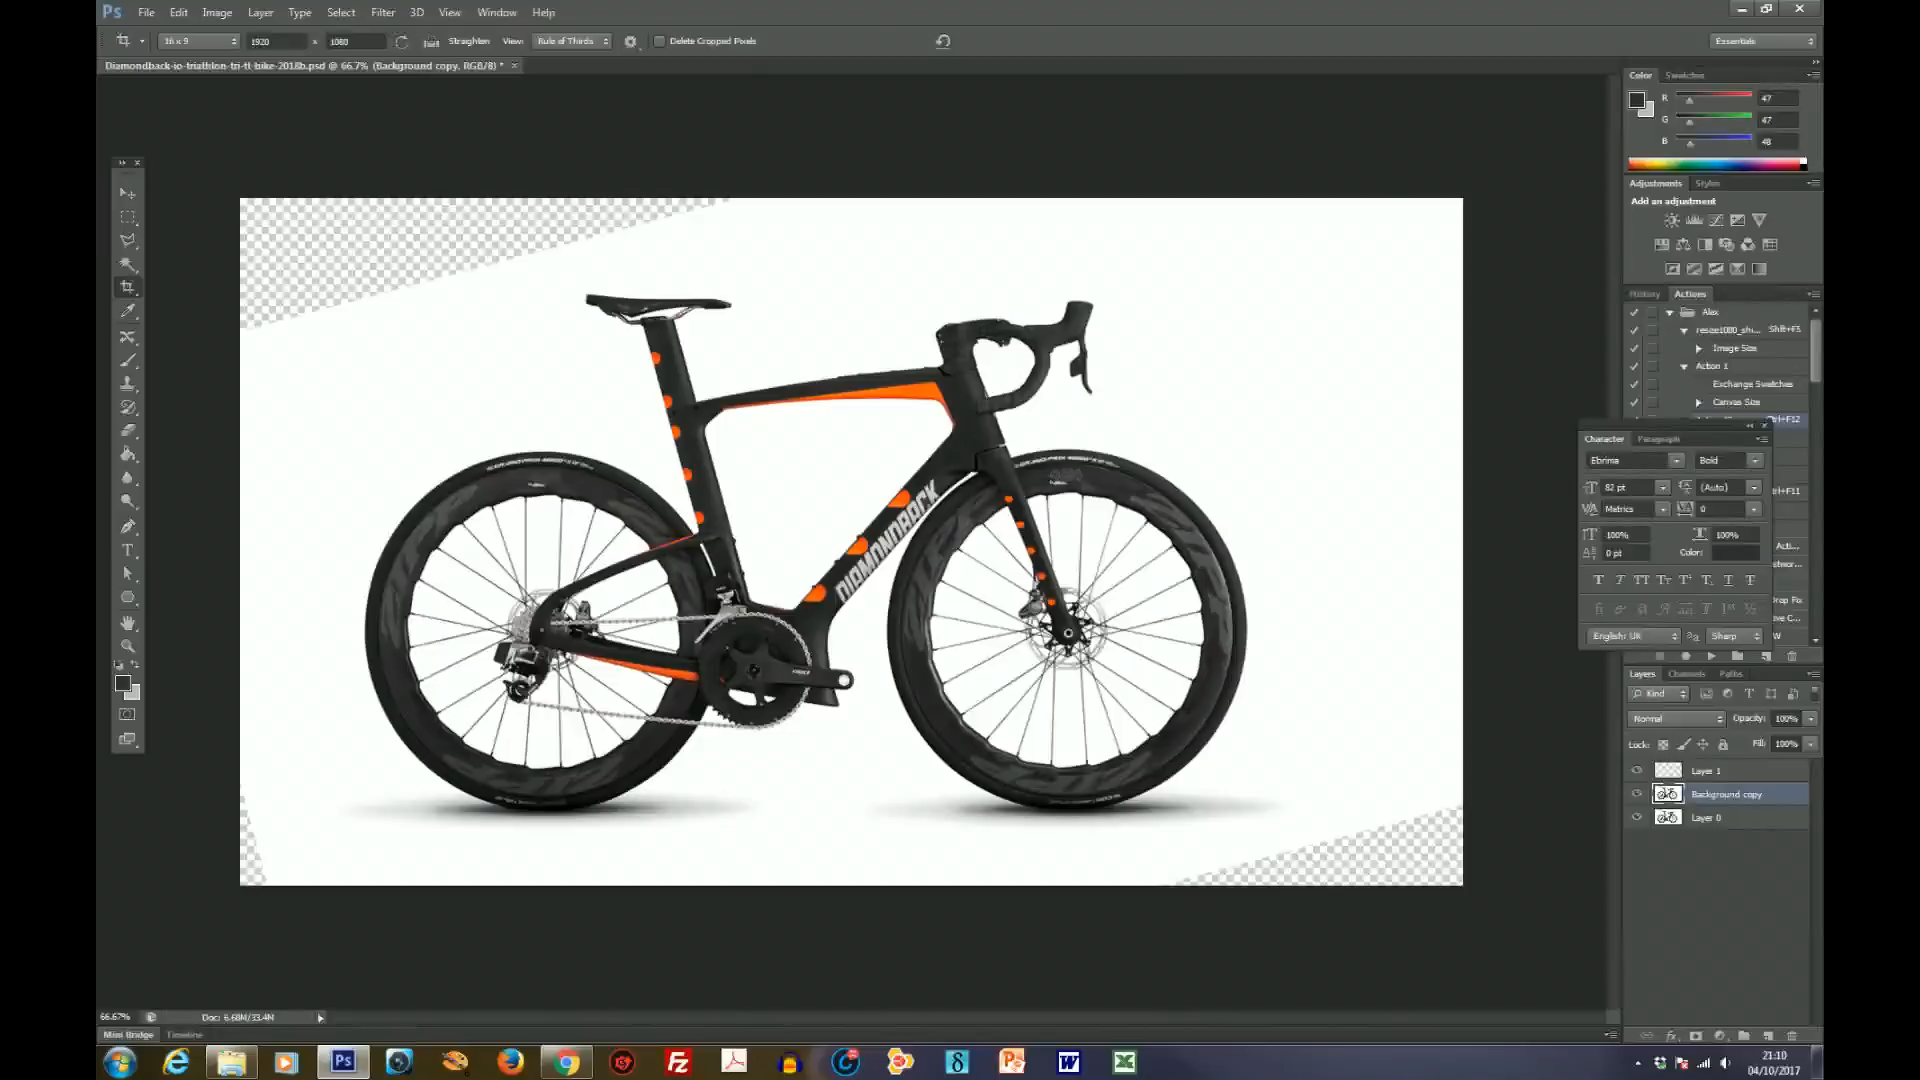 Ps File Edit Image Layer Type Select Filter 3D View Window Help
16 x 9 1920 x 1080 Straighten View: Rule of Thirds Delete Cropped Pixels Essentials
Diamondback-io-triathlon-tri-tt-bike-2018b.psd @ 66.7% (Background copy, RGB/8) *
Color Swatches
R 47
G 47
B 48
Adjustments Styles
Add an adjustment
History Actions
Alex
resize1000_sha... Shift+F5
Image Size
Action 1
Exchange Swatches
Canvas Size
Ctrl+F12
Character Paragraph
Ebrima Bold
82 pt (Auto)
Metrics 0
100% 100%
0 pt Color:
English: UK Sharp
DIAMONDBACK
Layers Channels Paths
Kind
Normal Opacity: 100%
Lock: Fill: 100%
Layer 1
Background copy
Layer 0
66.67% Doc: 6.68M/33.4M
Mini Bridge Timeline
21:10
04/10/2017